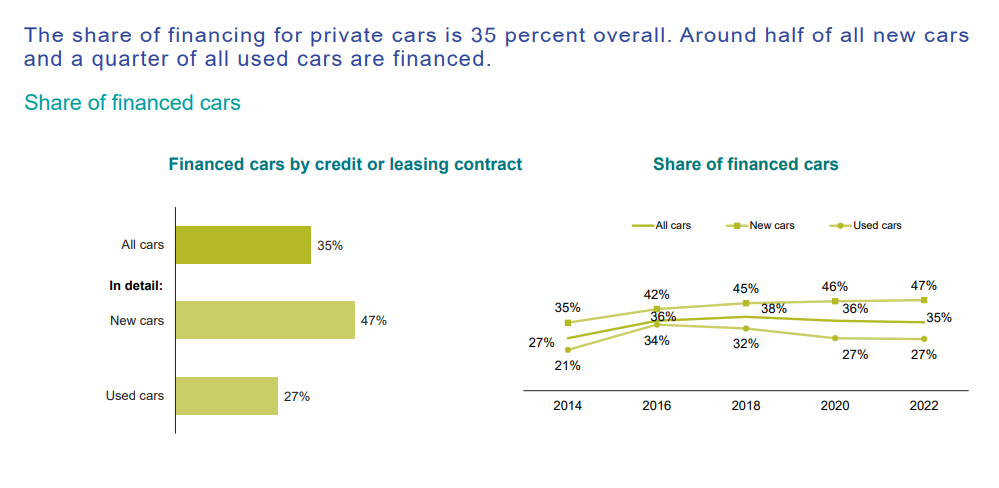 The share of financing for private cars is 35 percent overall. Around half of all new cars
and a quarter of all used cars are financed.
Share of financed cars
Financed cars by credit or leasing contract
All cars
35%
In detail:
New cars
47%
Used cars
27%
Share of financed cars
All cars
New cars
Used cars
35%
42%
45%
46%
47%
27%
36%
38%
36%
35%
21%
34%
32%
27%
27%
2014
2016
2018
2020
2022